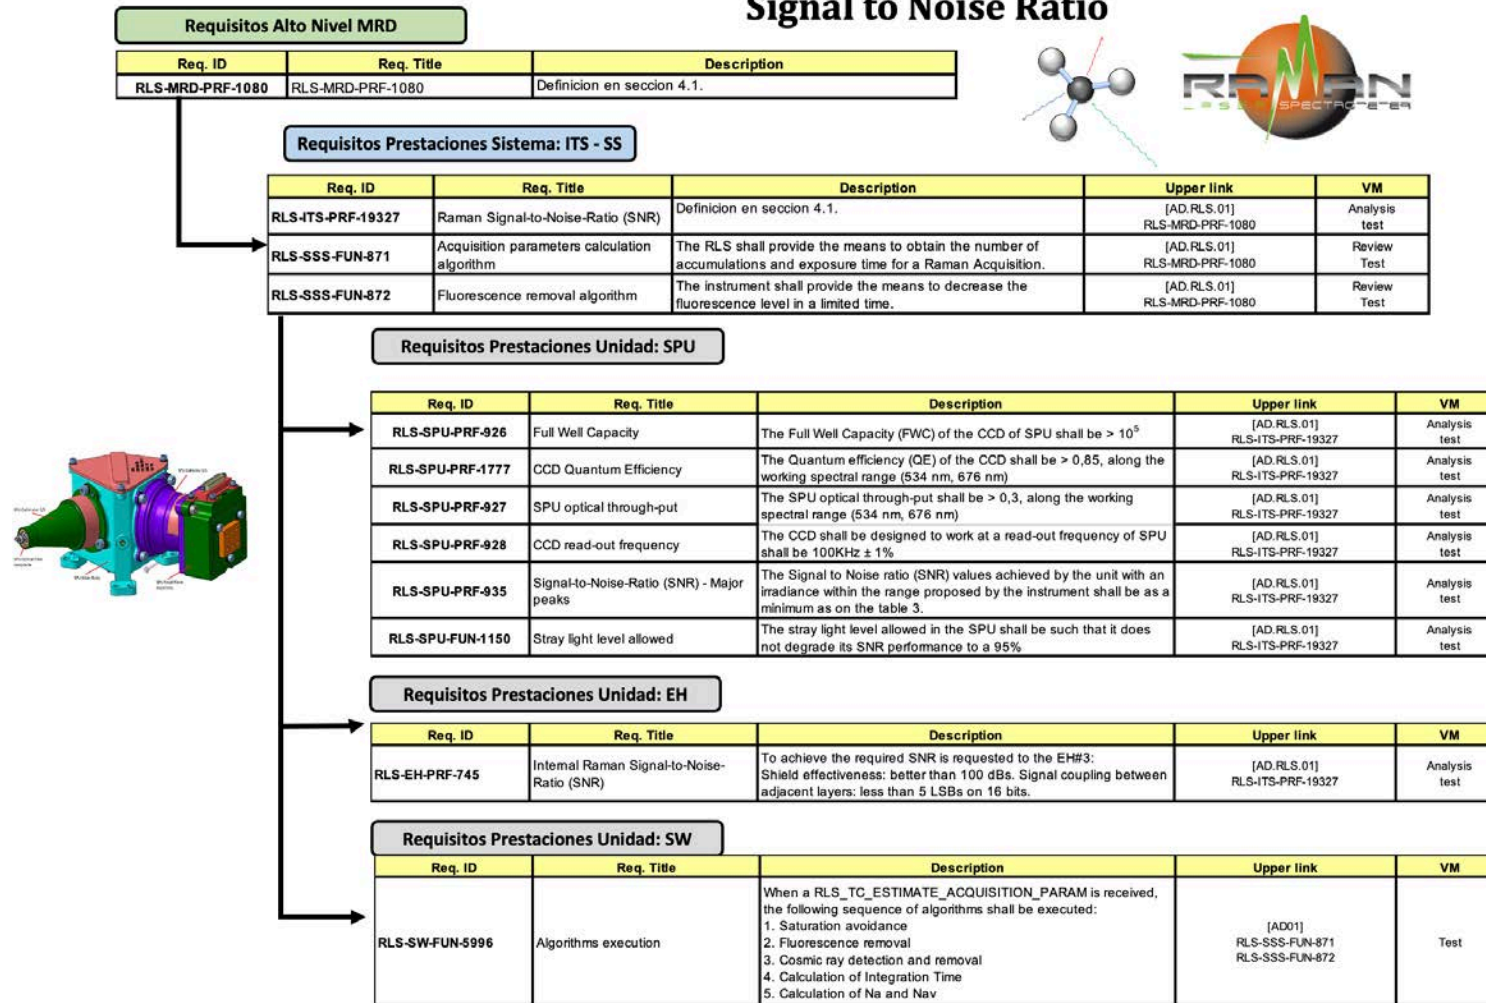 Signal to Noise Ratio
Requisitos Alto Nivel MRD
Req. ID Req. Title Description
RLS-MRD-PRF-1080 RLS-MRD-PRF-1080 Definicion en seccion 4.1.
RAMAN
LASER SPECTROMETER
Requisitos Prestaciones Sistema: ITS - SS
Req. ID Req. Title Description Upper link VM
RLS-ITS-PRF-19327 Raman Signal-to-Noise-Ratio (SNR) Definicion en seccion 4.1. [AD.RLS.01] Analysis
RLS-MRD-PRF-1080 test
RLS-SSS-FUN-871 Acquisition parameters calculation The RLS shall provide the means to obtain the number of [AD.RLS.01] Review
algorithm accumulations and exposure time for a Raman Acquisition. RLS-MRD-PRF-1080 Test
RLS-SSS-FUN-872 Fluorescence removal algorithm The instrument shall provide the means to decrease the [AD.RLS.01] Review
fluorescence level in a limited time. RLS-MRD-PRF-1080 Test
Requisitos Prestaciones Unidad: SPU
Req. ID Req. Title Description Upper link VM
RLS-SPU-PRF-926 Full Well Capacity The Full Well Capacity (FWC) of the CCD of SPU shall be > 10⁵ [AD.RLS.01] Analysis
RLS-ITS-PRF-19327 test
RLS-SPU-PRF-1777 CCD Quantum Efficiency The Quantum efficiency (QE) of the CCD shall be > 0,85, along the [AD.RLS.01] Analysis
working spectral range (534 nm, 676 nm) RLS-ITS-PRF-19327 test
RLS-SPU-PRF-927 SPU optical through-put The SPU optical through-put shall be > 0,3, along the working [AD.RLS.01] Analysis
spectral range (534 nm, 676 nm) RLS-ITS-PRF-19327 test
RLS-SPU-PRF-928 CCD read-out frequency The CCD shall be designed to work at a read-out frequency of SPU [AD.RLS.01] Analysis
shall be 100KHz ± 1% RLS-ITS-PRF-19327 test
RLS-SPU-PRF-935 Signal-to-Noise-Ratio (SNR) - Major The Signal to Noise ratio (SNR) values achieved by the unit with an [AD.RLS.01] Analysis
peaks irradiance within the range proposed by the instrument shall be as a RLS-ITS-PRF-19327 test
minimum as on the table 3.
RLS-SPU-FUN-1150 Stray light level allowed The stray light level allowed in the SPU shall be such that it does [AD.RLS.01] Analysis
not degrade its SNR performance to a 95% RLS-ITS-PRF-19327 test
Requisitos Prestaciones Unidad: EH
Req. ID Req. Title Description Upper link VM
RLS-EH-PRF-745 Internal Raman Signal-to-Noise- To achieve the required SNR is requested to the EH#3: [AD.RLS.01] Analysis
Ratio (SNR) Shield effectiveness: better than 100 dBs. Signal coupling between RLS-ITS-PRF-19327 test
adjacent layers: less than 5 LSBs on 16 bits.
Requisitos Prestaciones Unidad: SW
Req. ID Req. Title Description Upper link VM
When a RLS_TC_ESTIMATE_ACQUISITION_PARAM is received,
the following sequence of algorithms shall be executed:
1. Saturation avoidance [AD01]
RLS-SW-FUN-5996 Algorithms execution 2. Fluorescence removal RLS-SSS-FUN-871 Test
3. Cosmic ray detection and removal RLS-SSS-FUN-872
4. Calculation of Integration Time
5. Calculation of Na and Nav